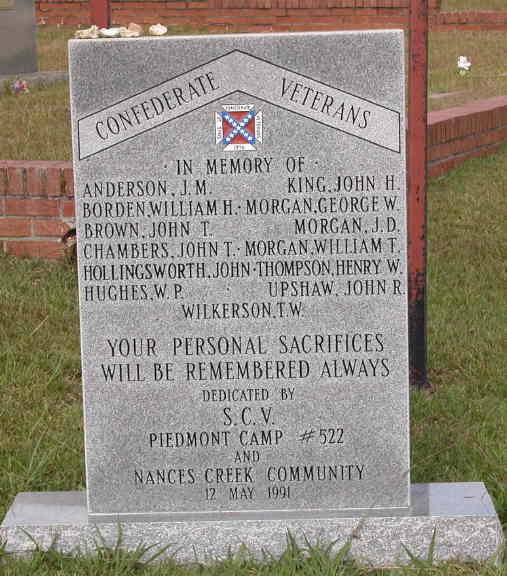 CONFEDERATE VETERANS
IN MEMORY OF
ANDERSON, J.M. KING, JOHN H.
BORDEN, WILLIAM H. · MORGAN, GEORGE W.
BROWN, JOHN T. MORGAN, J.D.
CHAMBERS, JOHN T. · MORGAN, WILLIAM T.
HOLLINGSWORTH, JOHN · THOMPSON, HENRY W.
HUGHES, W.P. · UPSHAW, JOHN R.
WILKERSON, T.W.
YOUR PERSONAL SACRIFICES
WILL BE REMEMBERED ALWAYS
DEDICATED BY
S.C.V.
PIEDMONT CAMP #522
AND
NANCES CREEK COMMUNITY
12 MAY 1991